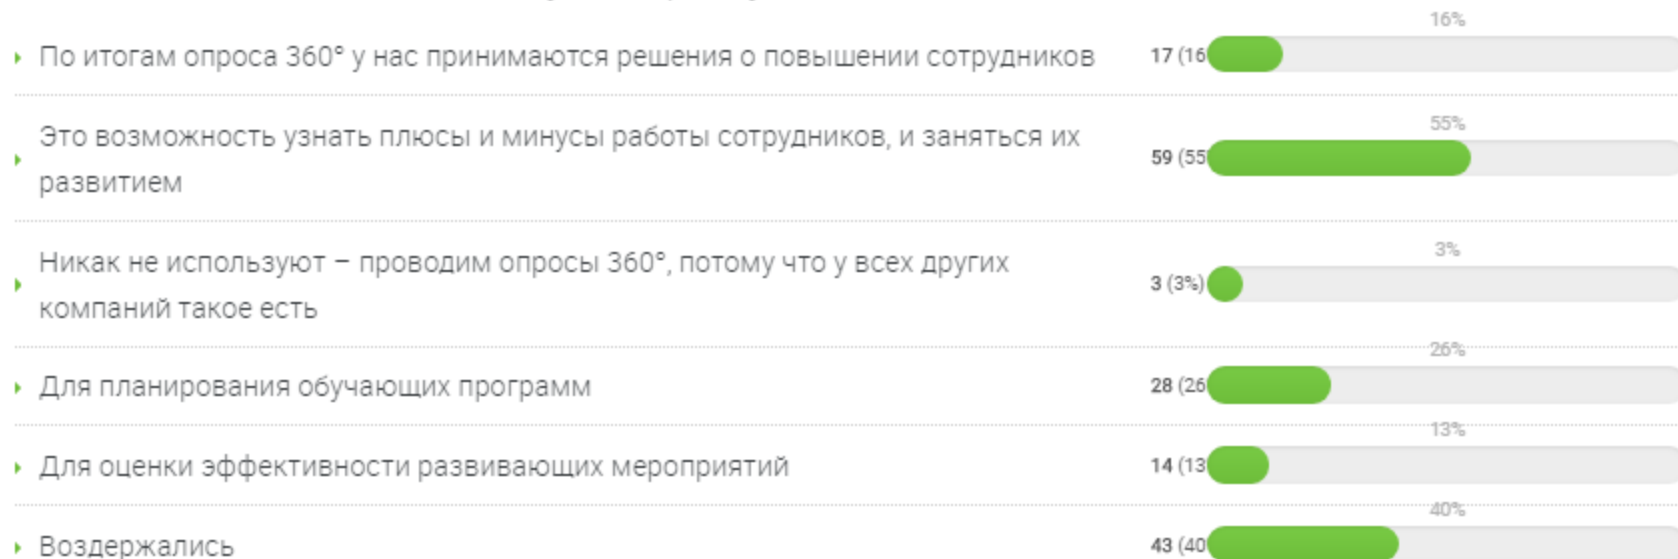 16%
По итогам опроса 360° у нас принимаются решения о повышении сотрудников 17 (16
55%
Это возможность узнать плюсы и минусы работы сотрудников, и заняться их
развитием
59 (55
3%
Никак не используют – проводим опросы 360°, потому что у всех других
компаний такое есть
3 (3%)
26%
Для планирования обучающих программ 28 (26
13%
Для оценки эффективности развивающих мероприятий 14 (13
40%
Воздержались 43 (40